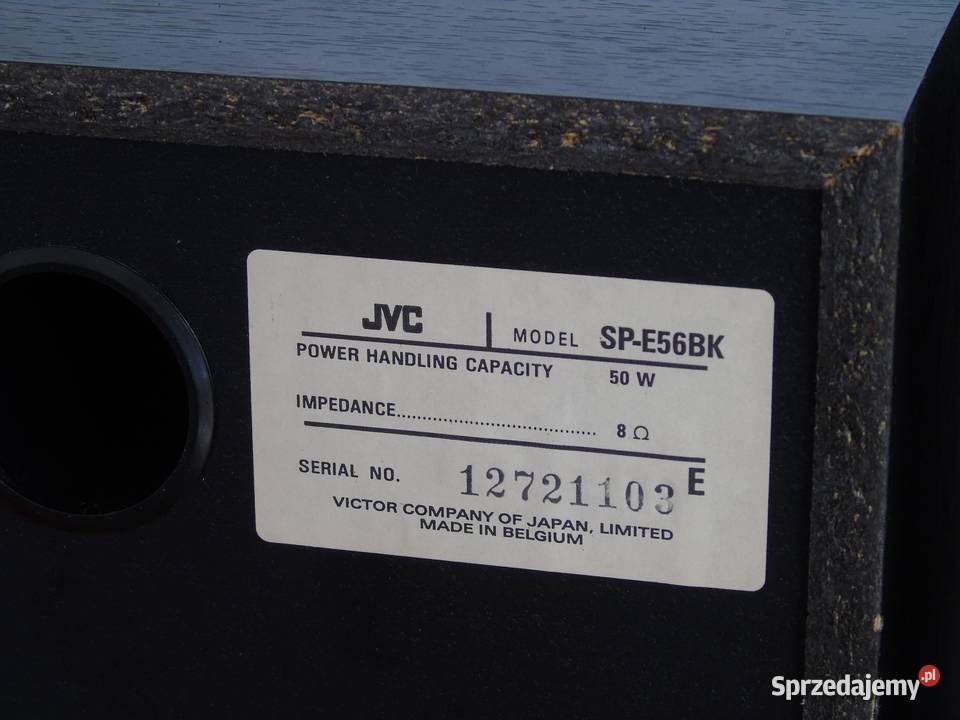 JVC MODEL SP-E56BK
POWER HANDLING CAPACITY 50 W
IMPEDANCE........................................ 8 Ω
SERIAL NO. 12721103 E
VICTOR COMPANY OF JAPAN, LIMITED
MADE IN BELGIUM
Sprzedajemy.pl